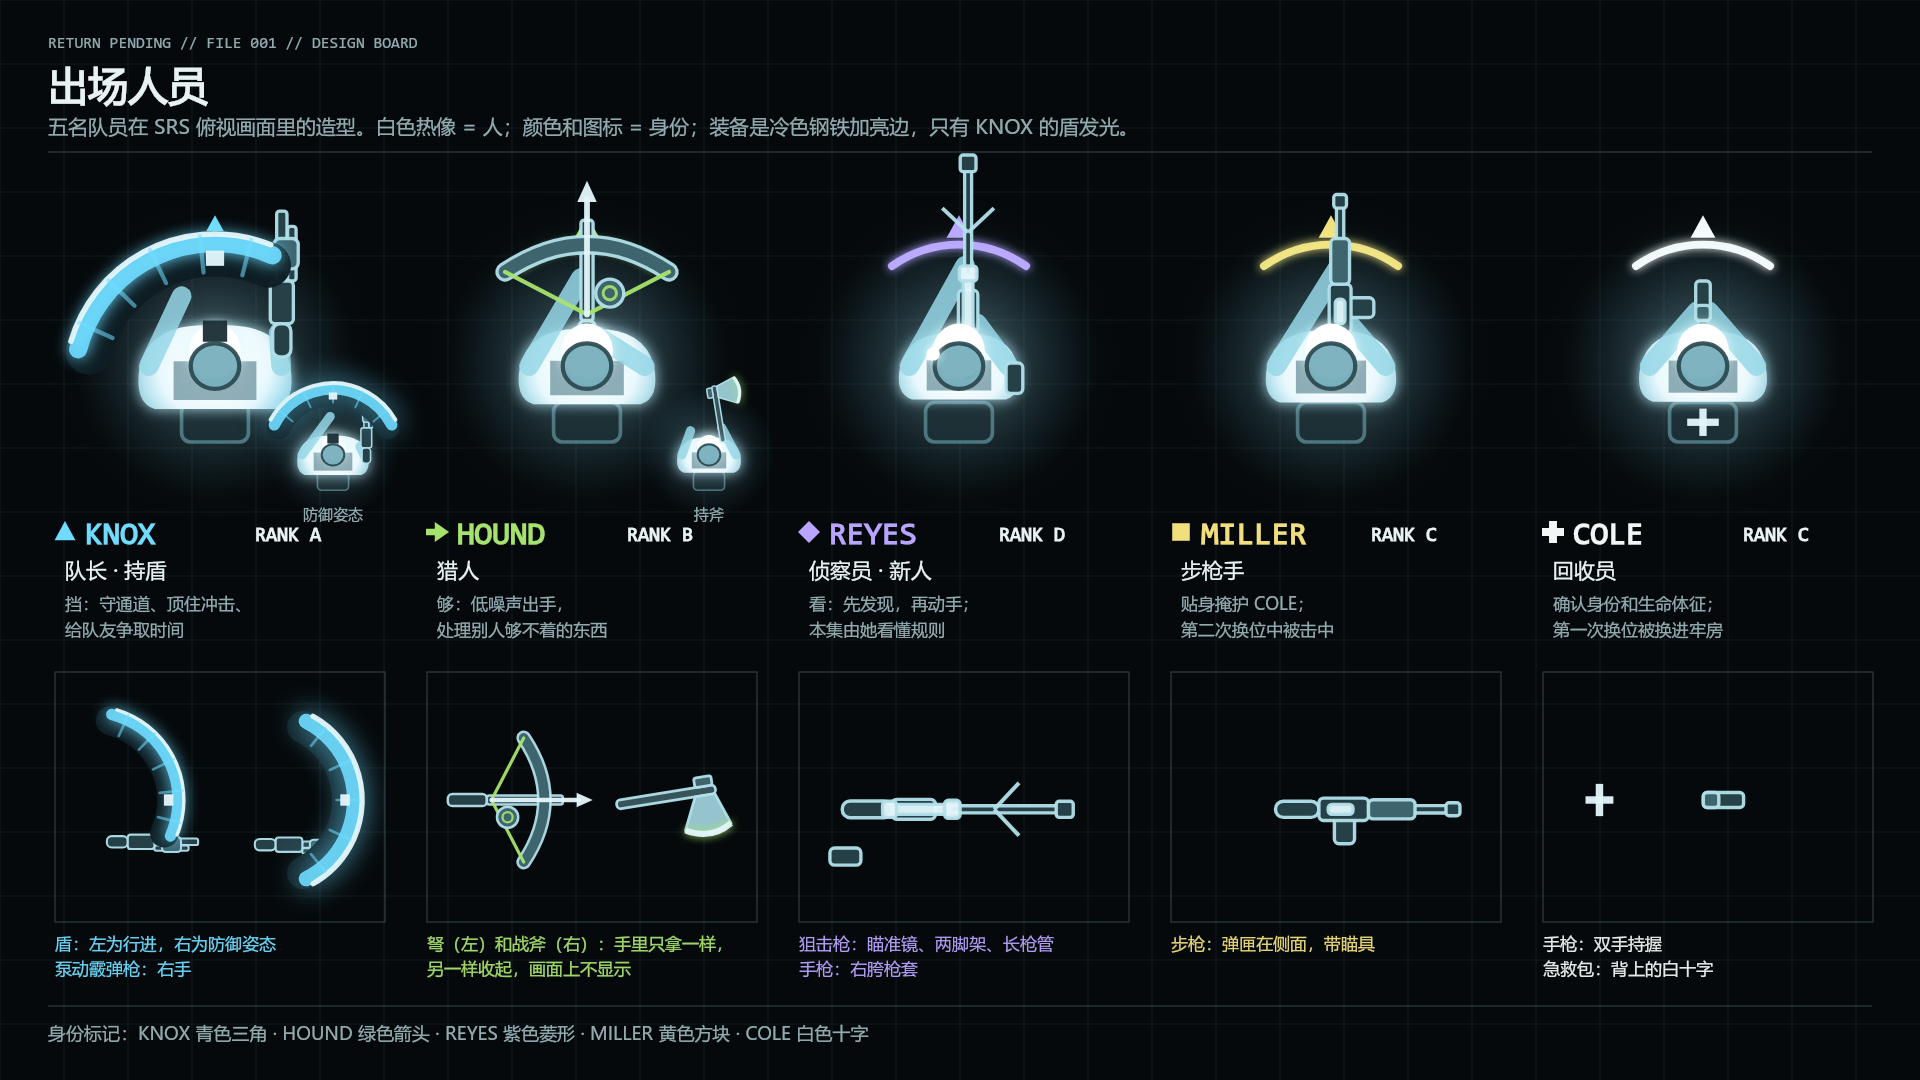 RETURN PENDING // FILE 001 // DESIGN BOARD
出场人员
五名队员在 SRS 俯视画面里的造型。白色热像 = 人；颜色和图标 = 身份；装备是冷色钢铁加亮边，只有 KNOX 的盾发光。
防御姿态
持斧
KNOX RANK A
队长 · 持盾
挡：守通道、顶住冲击、
给队友争取时间
HOUND RANK B
猎人
够：低噪声出手，
处理别人够不着的东西
REYES RANK D
侦察员 · 新人
看：先发现，再动手；
本集由她看懂规则
MILLER RANK C
步枪手
贴身掩护 COLE；
第二次换位中被击中
COLE RANK C
回收员
确认身份和生命体征；
第一次换位被换进牢房
盾：左为行进，右为防御姿态
泵动霰弹枪：右手
弩（左）和战斧（右）：手里只拿一样，
另一样收起，画面上不显示
狙击枪：瞄准镜、两脚架、长枪管
手枪：右胯枪套
步枪：弹匣在侧面，带瞄具
手枪：双手持握
急救包：背上的白十字
身份标记：KNOX 青色三角 · HOUND 绿色箭头 · REYES 紫色菱形 · MILLER 黄色方块 · COLE 白色十字